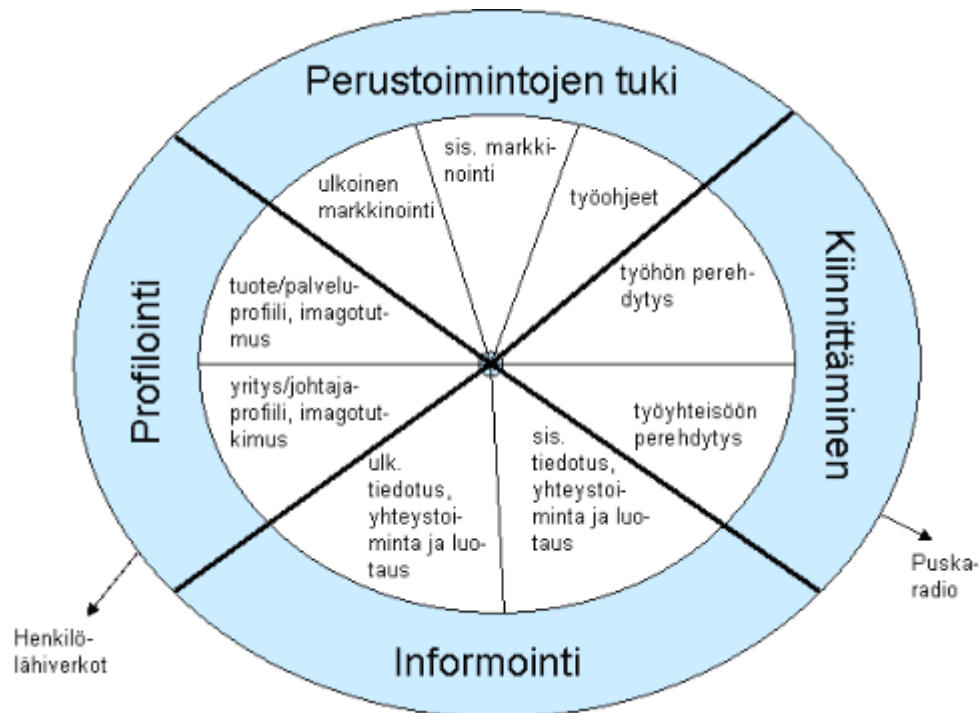 Perustoimintojen tuki
sis. markki-
nointi
ulkoinen
markkinointi
työohjeet
Kiinnittäminen
työhön pereh-
dytys
tuote/palvelu-
profiili, imagotut-
mus
Profilointi
yritys/johtaja-
profiili, imagotut-
kimus
työyhteisöön
perehdytys
sis.
tiedotus,
yhteystoi-
minta ja luo-
taus
ulk.
tiedotus,
yhteystoi-
minta ja luo-
taus
Puska-
radio
Henkilö-
lähiverkot
Informointi